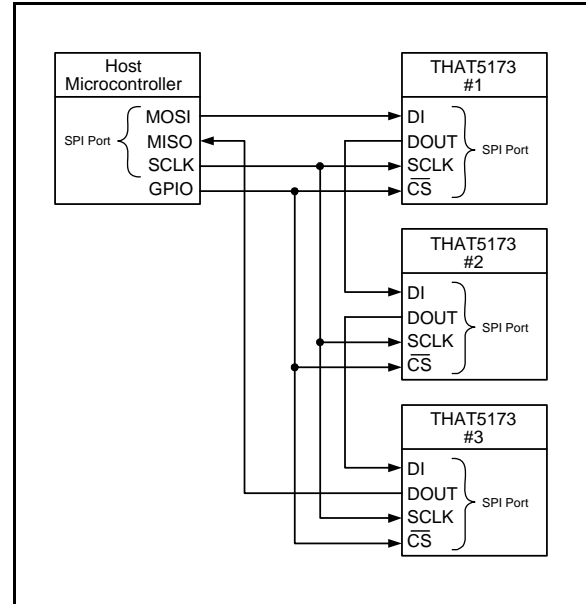 Host
Microcontroller
SPI Port
MOSI
MISO
SCLK
GPIO
THAT5173
#1
DI
DOUT
SCLK
CS
SPI Port
THAT5173
#2
DI
DOUT
SCLK
CS
SPI Port
THAT5173
#3
DI
DOUT
SCLK
CS
SPI Port